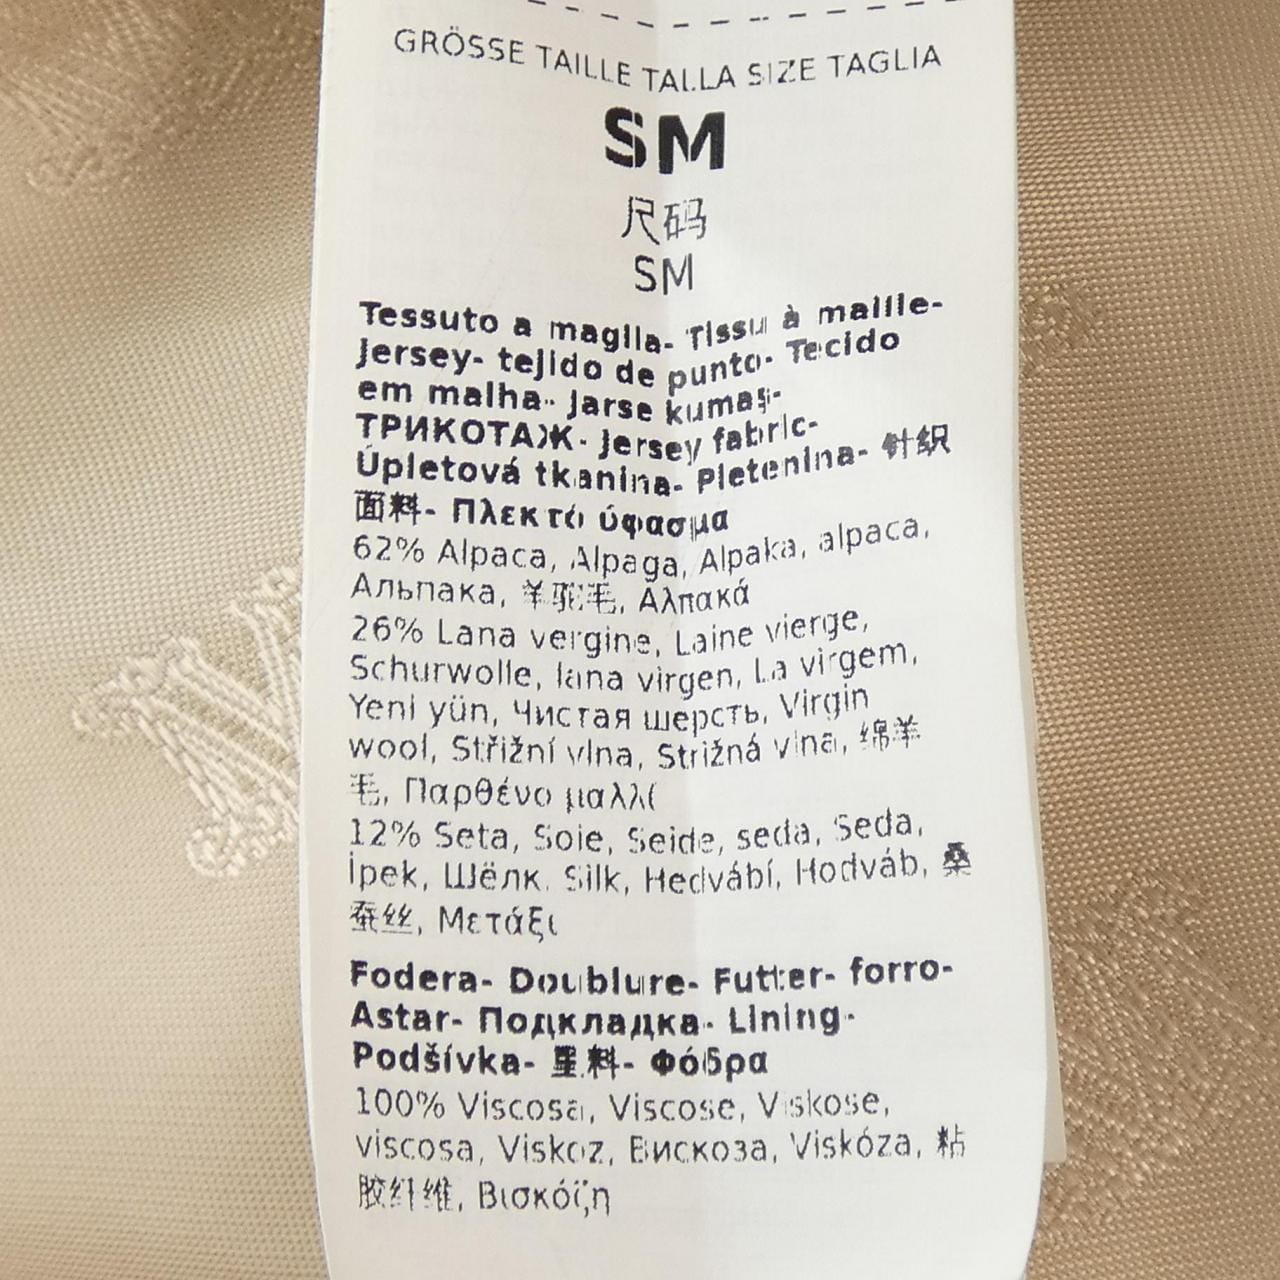 GRÖSSE TAILLE TALLA SIZE TAGLIA
SM
尺码
SM
Tessuto a maglia- Tissu à maille-
Jersey- tejido de punto- Tecido
em malha- Jarse kumaş-
ТРИКОТАЖ- Jersey fabric-
Úpletová tkanina- Pletenina- 针织
面料- Πλεκτό ύφασμα
62% Alpaca, Alpaga, Alpaka, alpaca,
Альпака, 羊驼毛, Αλπακά
26% Lana vergine, Laine vierge,
Schurwolle, lana virgen, La virgem,
Yeni yün, Чистая шерсть, Virgin
wool, Střižní vlna, Strižná vlna, 绵羊
毛, Παρθένο μαλλί
12% Seta, Soie, Seide, seda, Seda,
İpek, Шёлк, Silk, Hedvábí, Hodváb, 桑
蚕丝, Μετάξι
Fodera- Doublure- Futter- forro-
Astar- Подкладка- Lining-
Podšívka- 里料- Φόδρα
100% Viscosa, Viscose, Viskose,
viscosa, Viskoz, Вискоза, Viskóza, 粘
胶纤维, Βισκόζη